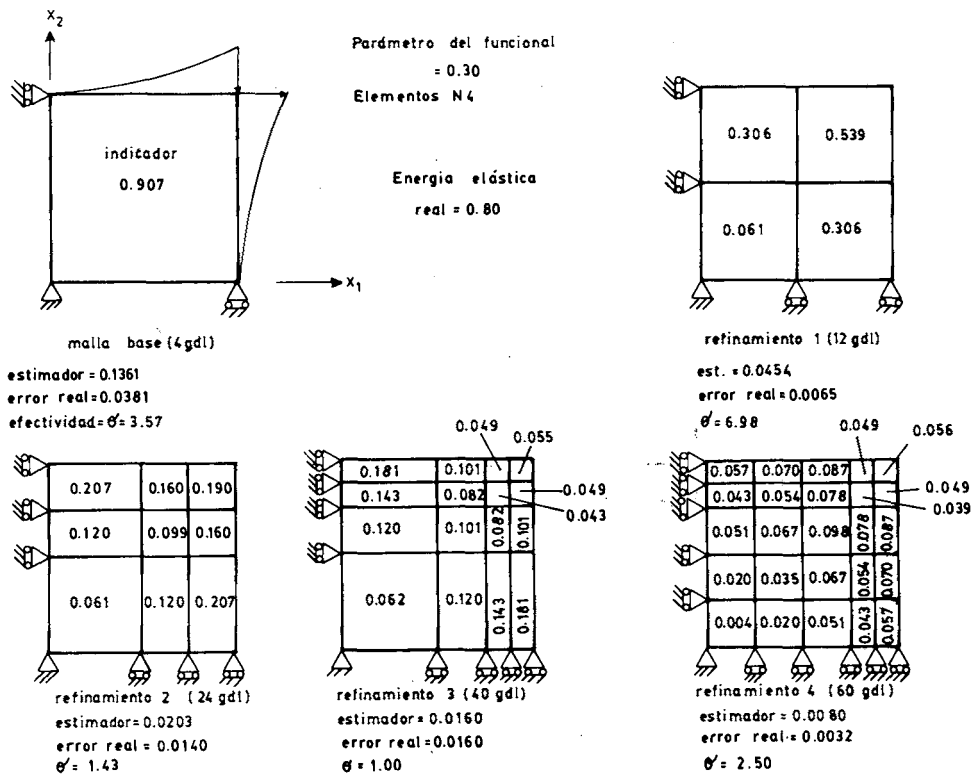 x₂
Parámetro del funcional
= 0.30
Elementos N4
indicador
0.907
Energia elástica
real = 0.80
x₁
malla base (4 gdl)
estimador = 0.1361
error real = 0.0381
efectividad = θ = 3.57
0.306 0.539
0.061 0.306
refinamiento 1 (12 gdl)
est. = 0.0454
error real = 0.0065
θ = 6.98
0.207 0.160 0.190
0.120 0.099 0.160
0.061 0.120 0.207
refinamiento 2 (24 gdl)
estimador = 0.0203
error real = 0.0140
θ = 1.43
0.049
0.055
0.181 0.101
0.143 0.082
0.049
0.043
0.120 0.101 0.082 0.101
0.062 0.120 0.143 0.181
refinamiento 3 (40 gdl)
estimador = 0.0160
error real = 0.0160
θ = 1.00
0.049
0.056
0.057 0.070 0.087
0.043 0.054 0.078
0.049
0.039
0.051 0.067 0.098 0.078 0.087
0.020 0.035 0.067 0.054 0.070
0.004 0.020 0.051 0.043 0.057
refinamiento 4 (60 gdl)
estimador = 0.0080
error real = 0.0032
θ = 2.50